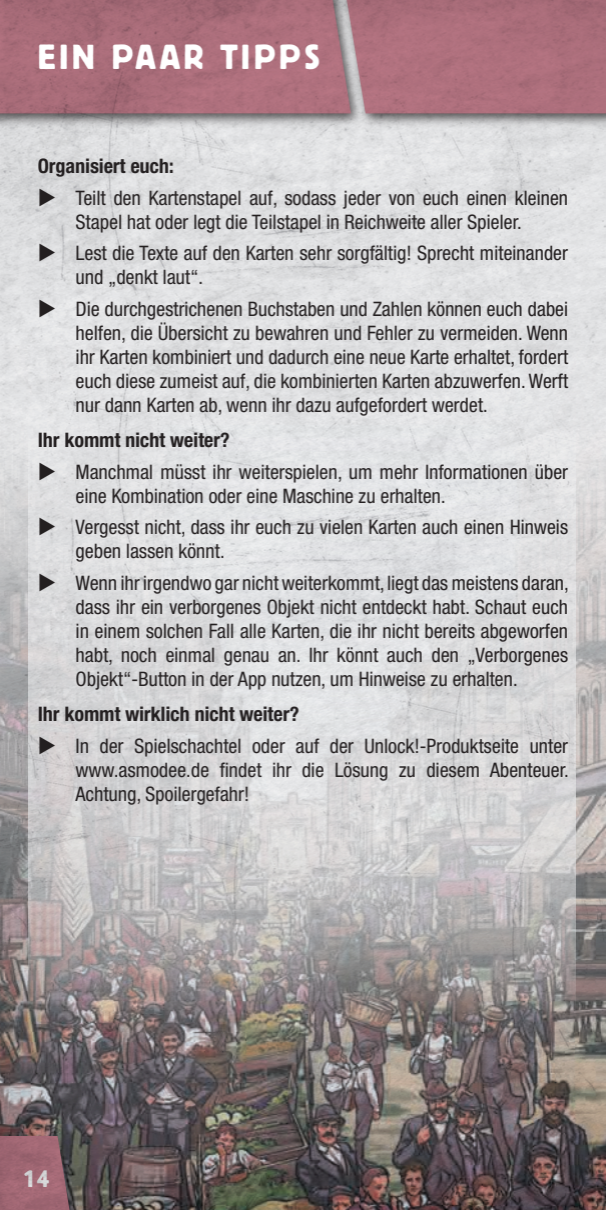 EIN PAAR TIPPS
Organisiert euch:
▶ Teilt den Kartenstapel auf, sodass jeder von euch einen kleinen
Stapel hat oder legt die Teilstapel in Reichweite aller Spieler.
▶ Lest die Texte auf den Karten sehr sorgfältig! Sprecht miteinander
und „denkt laut“.
▶ Die durchgestrichenen Buchstaben und Zahlen können euch dabei
helfen, die Übersicht zu bewahren und Fehler zu vermeiden. Wenn
ihr Karten kombiniert und dadurch eine neue Karte erhaltet, fordert
euch diese zumeist auf, die kombinierten Karten abzuwerfen. Werft
nur dann Karten ab, wenn ihr dazu aufgefordert werdet.
Ihr kommt nicht weiter?
▶ Manchmal müsst ihr weiterspielen, um mehr Informationen über
eine Kombination oder eine Maschine zu erhalten.
▶ Vergesst nicht, dass ihr euch zu vielen Karten auch einen Hinweis
geben lassen könnt.
▶ Wenn ihr irgendwo gar nicht weiterkommt, liegt das meistens daran,
dass ihr ein verborgenes Objekt nicht entdeckt habt. Schaut euch
in einem solchen Fall alle Karten, die ihr nicht bereits abgeworfen
habt, noch einmal genau an. Ihr könnt auch den „Verborgenes
Objekt“-Button in der App nutzen, um Hinweise zu erhalten.
Ihr kommt wirklich nicht weiter?
▶ In der Spielschachtel oder auf der Unlock!-Produktseite unter
www.asmodee.de findet ihr die Lösung zu diesem Abenteuer.
Achtung, Spoilergefahr!
14